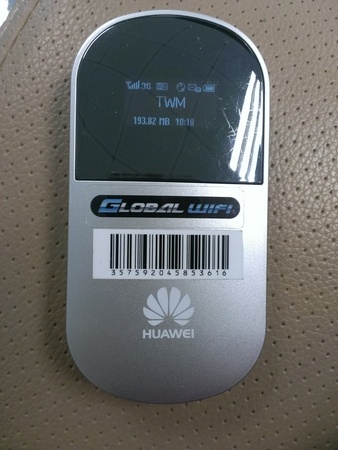 3G
TWM
193.82 MB 10:10
GLOBAL WIFI
357592045853616
HUAWEI